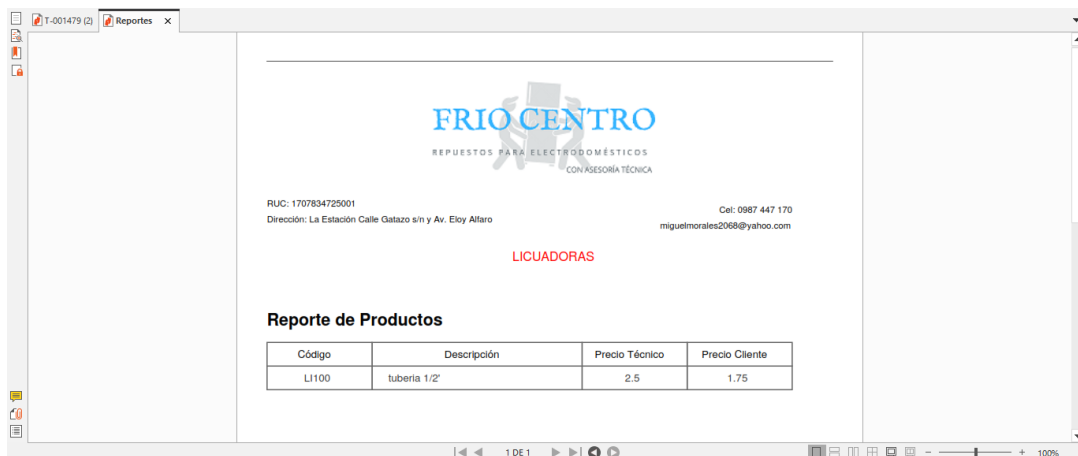 T-001479 (2) Reportes x
FRIO CENTRO
REPUESTOS PARA ELECTRODOMÉSTICOS
CON ASESORÍA TÉCNICA
RUC: 1707834725001
Dirección: La Estación Calle Gatazo s/n y Av. Eloy Alfaro
Cel: 0987 447 170
miguelmorales2068@yahoo.com
LICUADORAS
Reporte de Productos
Código Descripción Precio Técnico Precio Cliente
LI100 tuberia 1/2' 2.5 1.75
1 DE 1
100%